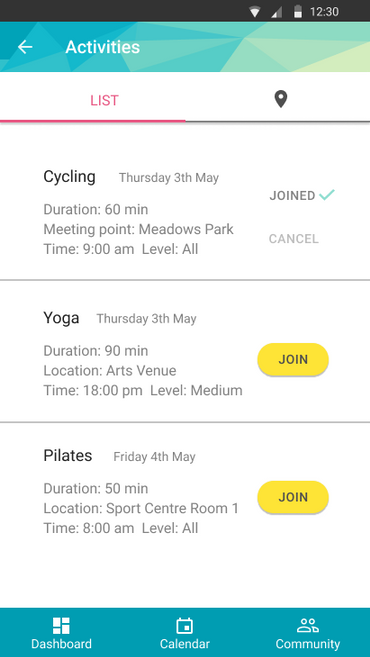 12:30
Activities
LIST
Cycling Thursday 3th May
JOINED
Duration: 60 min
Meeting point: Meadows Park
CANCEL
Time: 9:00 am Level: All
Yoga Thursday 3th May
Duration: 90 min
JOIN
Location: Arts Venue
Time: 18:00 pm Level: Medium
Pilates Friday 4th May
Duration: 50 min
JOIN
Location: Sport Centre Room 1
Time: 8:00 am Level: All
Dashboard Calendar Community